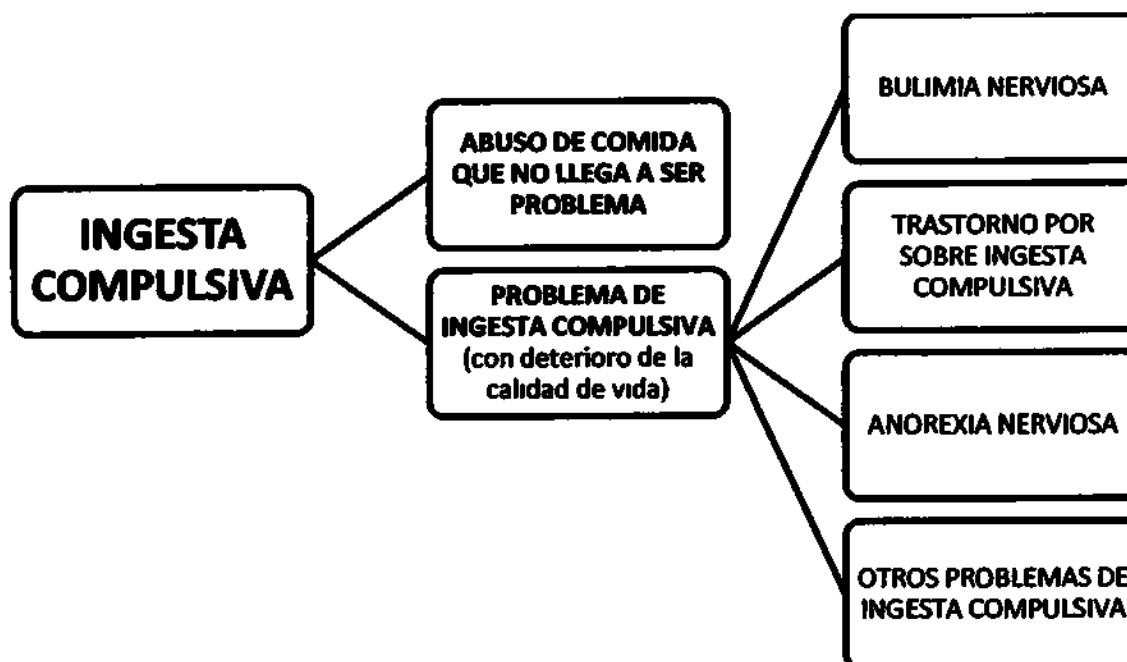 INGESTA
COMPULSIVA
ABUSO DE COMIDA
QUE NO LLEGA A SER
PROBLEMA
PROBLEMA DE
INGESTA COMPULSIVA
(con deterioro de la
calidad de vida)
BULIMIA NERVIOSA
TRASTORNO POR
SOBRE INGESTA
COMPULSIVA
ANOREXIA NERVIOSA
OTROS PROBLEMAS DE
INGESTA COMPULSIVA